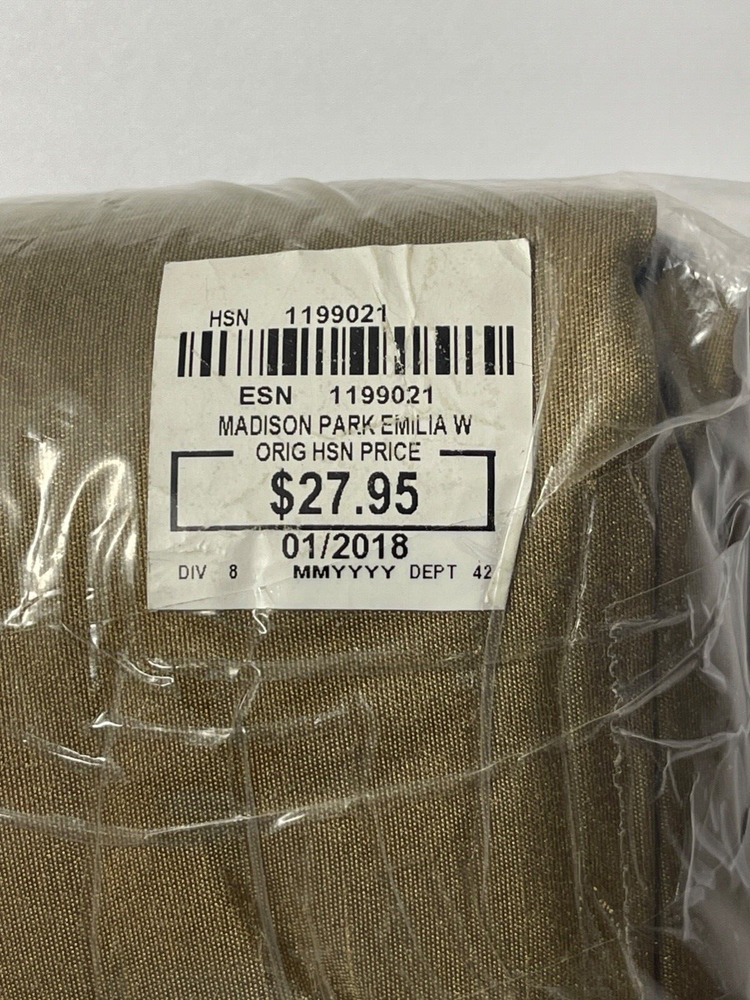 HSN 1199021
ESN 1199021
MADISON PARK EMILIA W
ORIG HSN PRICE
$27.95
01/2018
DIV 8 MMYYYY DEPT 42